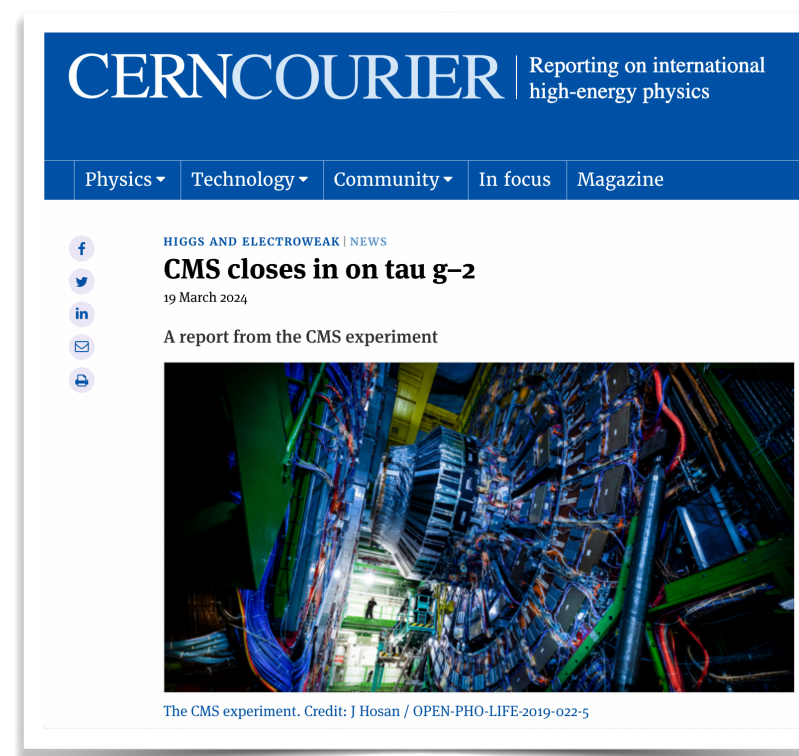 CERNCOURIER
Reporting on international
high-energy physics
Physics
Technology
Community
In focus
Magazine
HIGGS AND ELECTROWEAK | NEWS
CMS closes in on tau g–2
19 March 2024
A report from the CMS experiment
The CMS experiment. Credit: J Hosan / OPEN-PHO-LIFE-2019-022-5